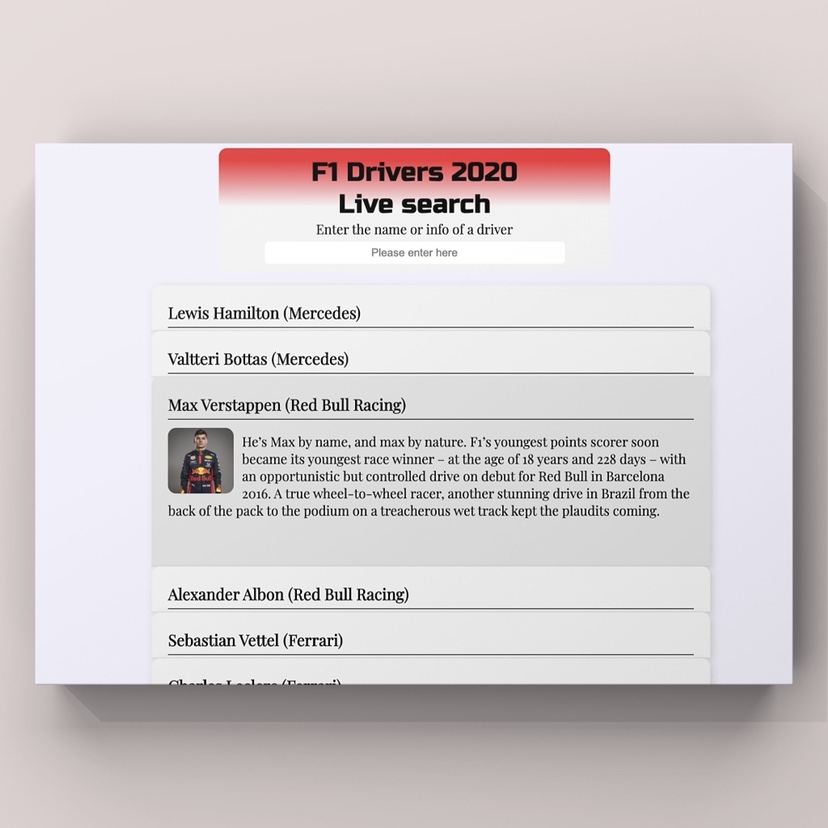 F1 Drivers 2020
Live search
Enter the name or info of a driver
Please enter here
Lewis Hamilton (Mercedes)
Valtteri Bottas (Mercedes)
Max Verstappen (Red Bull Racing)
He's Max by name, and max by nature. F1's youngest points scorer soon
became its youngest race winner – at the age of 18 years and 228 days – with
an opportunistic but controlled drive on debut for Red Bull in Barcelona
2016. A true wheel-to-wheel racer, another stunning drive in Brazil from the
back of the pack to the podium on a treacherous wet track kept the plaudits coming.
Alexander Albon (Red Bull Racing)
Sebastian Vettel (Ferrari)
Charles Leclerc (Ferrari)